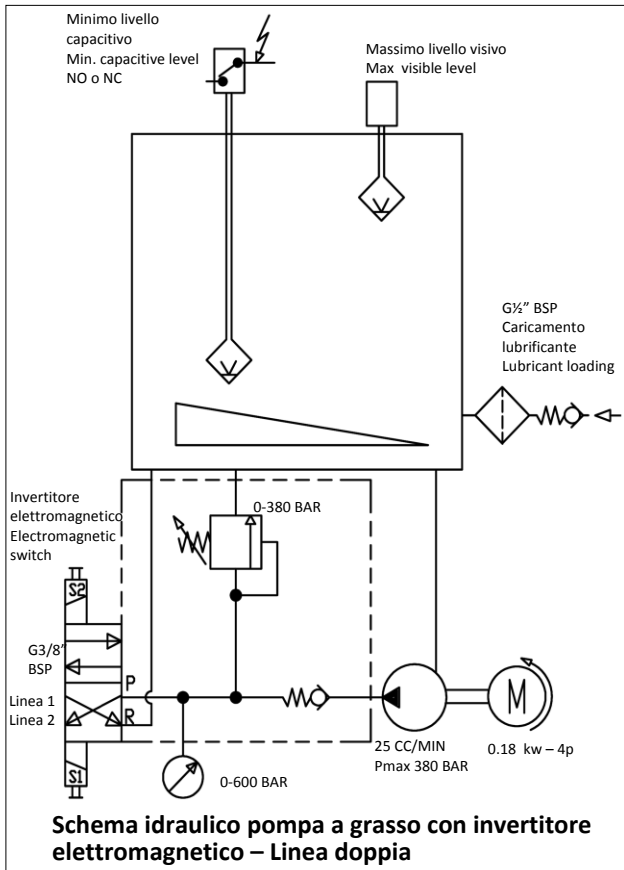 Minimo livello
capacitivo
Min. capacitive level
NO o NC
Massimo livello visivo
Max visible level
G½” BSP
Caricamento
lubrificante
Lubricant loading
Invertitore
elettromagnetico
Electromagnetic
switch
0-380 BAR
S2
G3/8”
BSP
P
Linea 1
Linea 2
R
S1
M
25 CC/MIN
Pmax 380 BAR
0.18 kw – 4p
0-600 BAR
Schema idraulico pompa a grasso con invertitore
elettromagnetico – Linea doppia